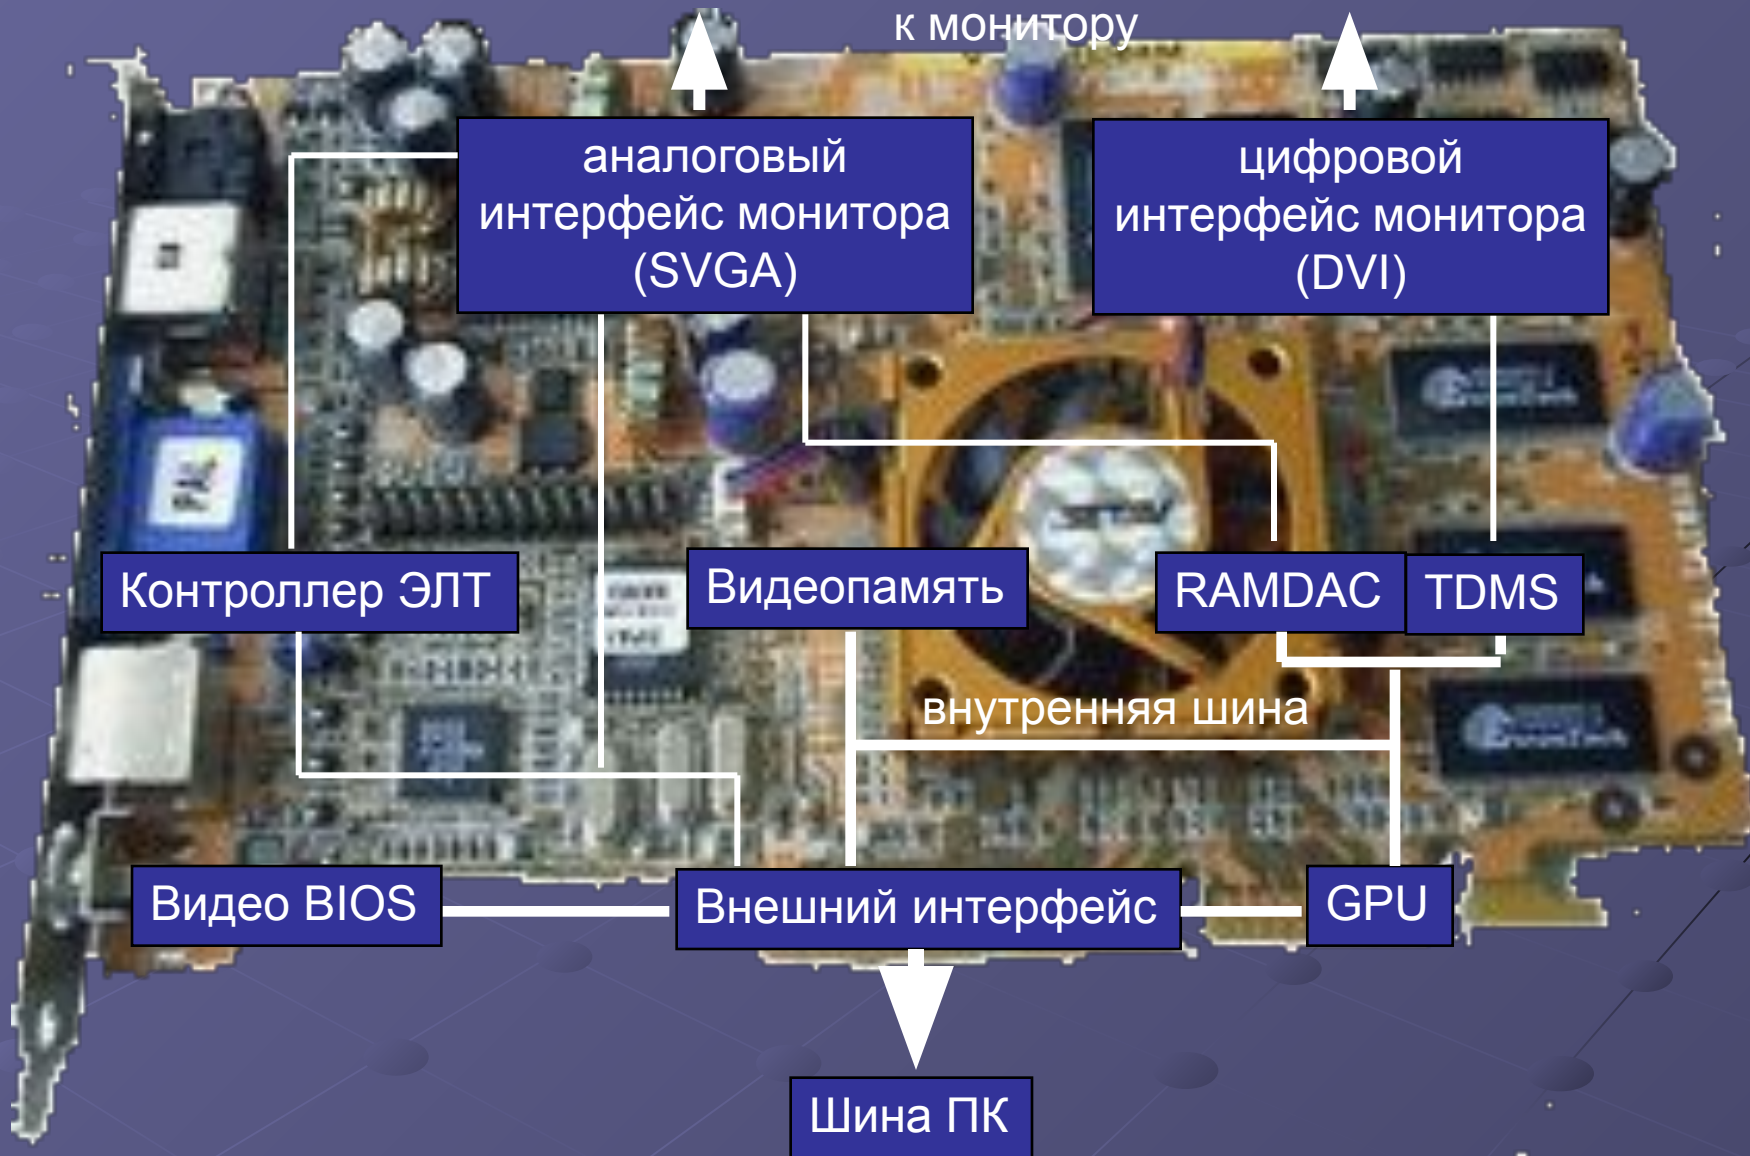 к монитору
аналоговый
интерфейс монитора
(SVGA)
цифровой
интерфейс монитора
(DVI)
Контроллер ЭЛТ
Видеопамять
RAMDAC
TDMS
внутренняя шина
Видео BIOS
Внешний интерфейс
GPU
Шина ПК